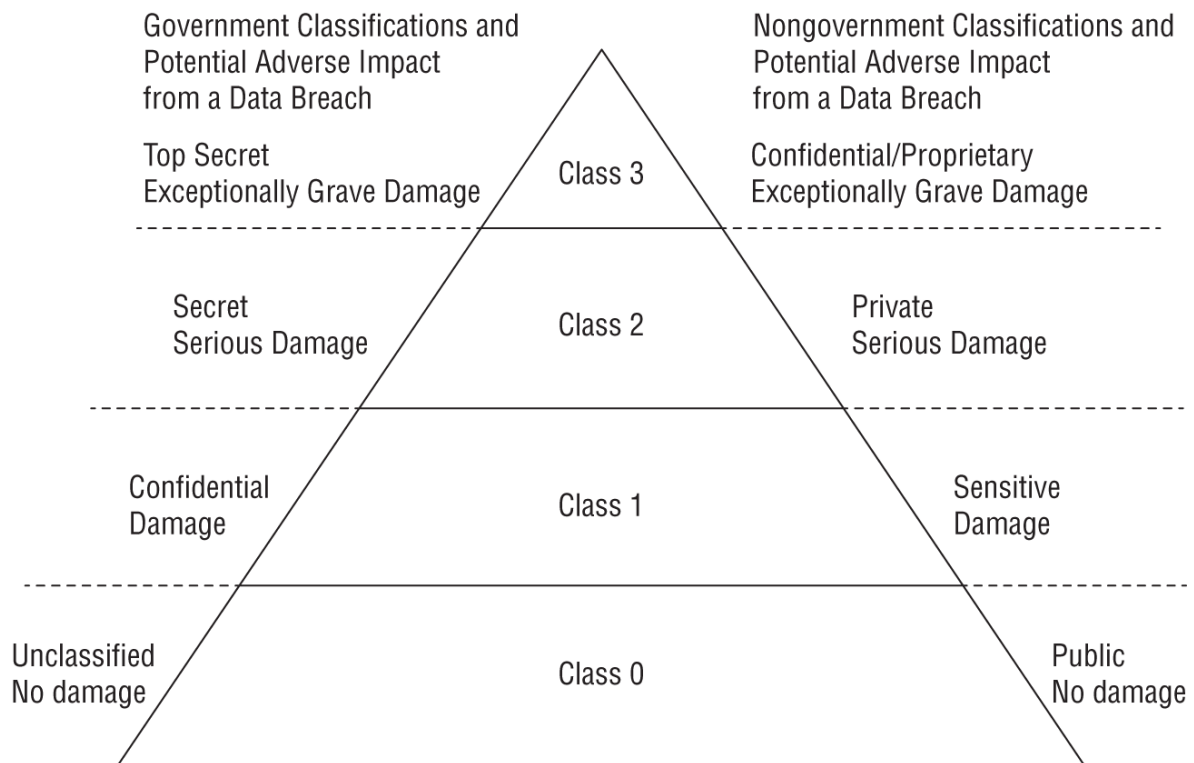 Government Classifications and
Potential Adverse Impact
from a Data Breach
Nongovernment Classifications and
Potential Adverse Impact
from a Data Breach
Top Secret
Exceptionally Grave Damage
Class 3
Confidential/Proprietary
Exceptionally Grave Damage
Secret
Serious Damage
Class 2
Private
Serious Damage
Confidential
Damage
Class 1
Sensitive
Damage
Unclassified
No damage
Class 0
Public
No damage